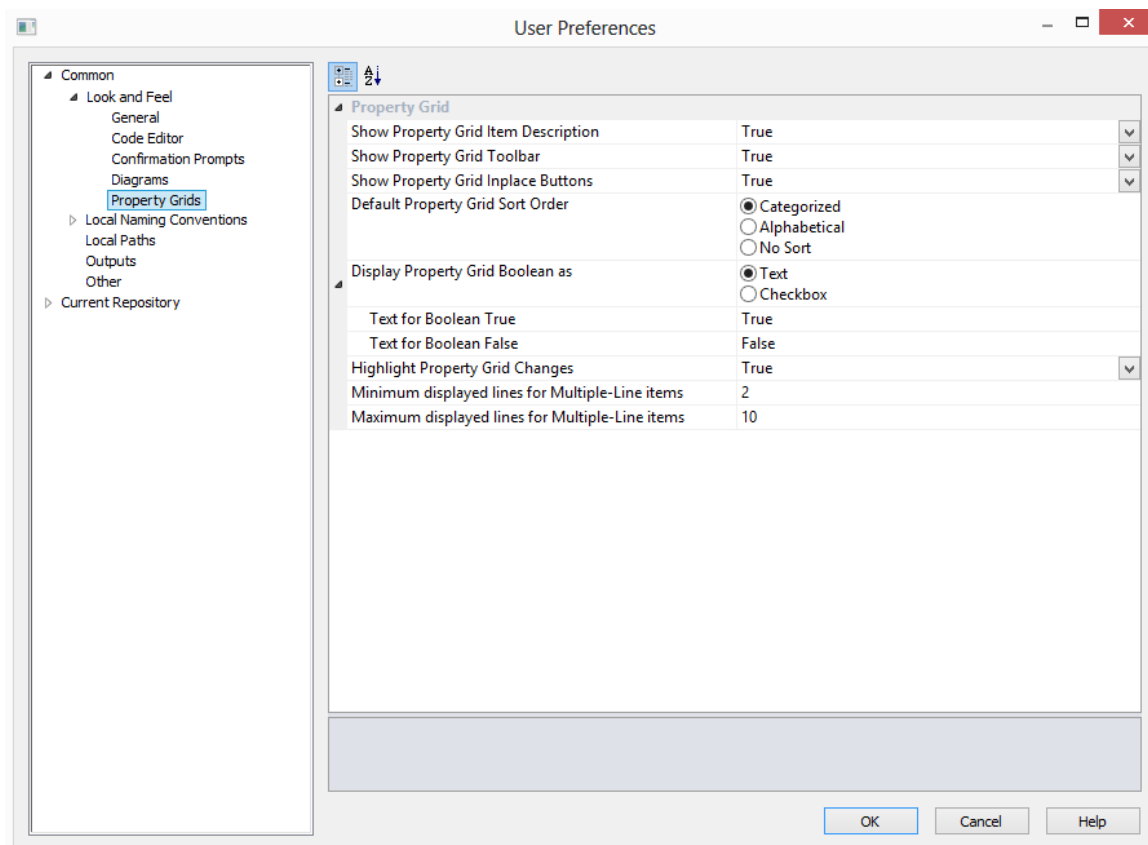 User Preferences
Common
Look and Feel
General
Code Editor
Confirmation Prompts
Diagrams
Property Grids
Local Naming Conventions
Local Paths
Outputs
Other
Current Repository
A
Z
Property Grid
Show Property Grid Item Description True
Show Property Grid Toolbar True
Show Property Grid Inplace Buttons True
Default Property Grid Sort Order Categorized
Alphabetical
No Sort
Display Property Grid Boolean as Text
Checkbox
Text for Boolean True True
Text for Boolean False False
Highlight Property Grid Changes True
Minimum displayed lines for Multiple-Line items 2
Maximum displayed lines for Multiple-Line items 10
OK Cancel Help